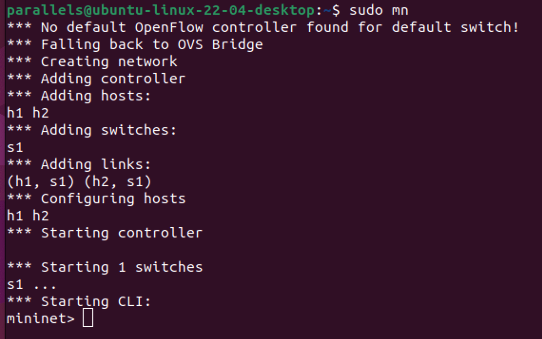 parallels@ubuntu-linux-22-04-desktop:~$ sudo mn
*** No default OpenFlow controller found for default switch!
*** Falling back to OVS Bridge
*** Creating network
*** Adding controller
*** Adding hosts:
h1 h2
*** Adding switches:
s1
*** Adding links:
(h1, s1) (h2, s1)
*** Configuring hosts
h1 h2
*** Starting controller

*** Starting 1 switches
s1 ...
*** Starting CLI:
mininet>